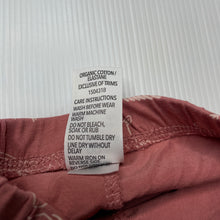 ORGANIC COTTON/
ELASTANE
EXCLUSIVE OF TRIMS
1504318
CARE INSTRUCTIONS
WASH BEFORE WEAR
WARM MACHINE
WASH
DO NOT BLEACH,
SOAK OR RUB
DO NOT TUMBLE DRY
LINE DRY WITHOUT
DELAY
WARM IRON ON
REVERSE SIDE